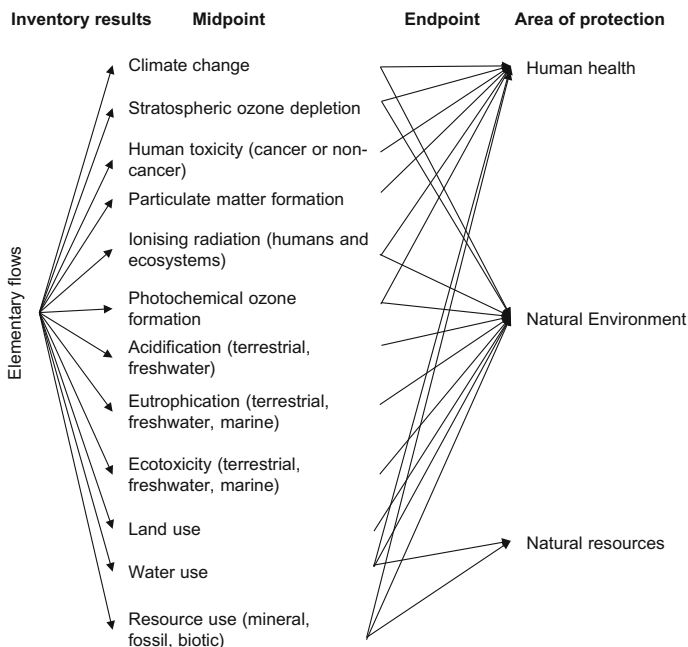 Inventory results
Midpoint
Endpoint
Area of protection
Elementary flows
Climate change
Stratospheric ozone depletion
Human toxicity (cancer or non-
cancer)
Particulate matter formation
Ionising radiation (humans and
ecosystems)
Photochemical ozone
formation
Acidification (terrestrial,
freshwater)
Eutrophication (terrestrial,
freshwater, marine)
Ecotoxicity (terrestrial,
freshwater, marine)
Land use
Water use
Resource use (mineral,
fossil, biotic)
Human health
Natural Environment
Natural resources